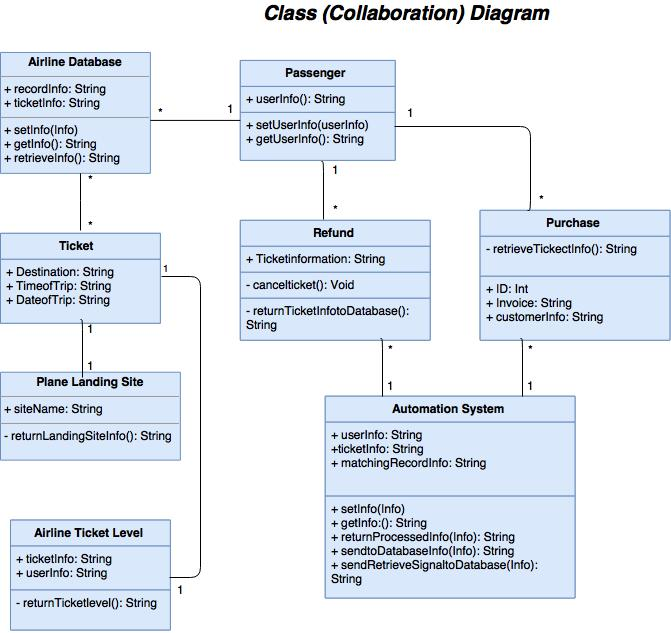 Class (Collaboration) Diagram
Airline Database
+ recordInfo: String
+ ticketInfo: String
+ setInfo(Info)
+ getInfo(): String
+ retrieveInfo(): String
*
1
Passenger
+ userInfo(): String
+ setUserInfo(userInfo)
+ getUserInfo(): String
1
*
1
*
*
*
Ticket
+ Destination: String
+ TimeofTrip: String
+ DateofTrip: String
1
1
1
Refund
+ Ticketinformation: String
- cancelticket(): Void
- returnTicketInfotoDatabase():
String
*
1
Purchase
- retrieveTickectInfo(): String
+ ID: Int
+ Invoice: String
+ customerInfo: String
*
1
Plane Landing Site
+ siteName: String
- returnLandingSiteInfo(): String
Automation System
+ userInfo: String
+ticketInfo: String
+ matchingRecordInfo: String
+ setInfo(Info)
+ getInfo:(): String
+ returnProcessedInfo(Info): String
+ sendtoDatabaseInfo(Info): String
+ sendRetrieveSignaltoDatabase(Info):
String
Airline Ticket Level
+ ticketInfo: String
+ userInfo: String
- returnTicketlevel(): String
1